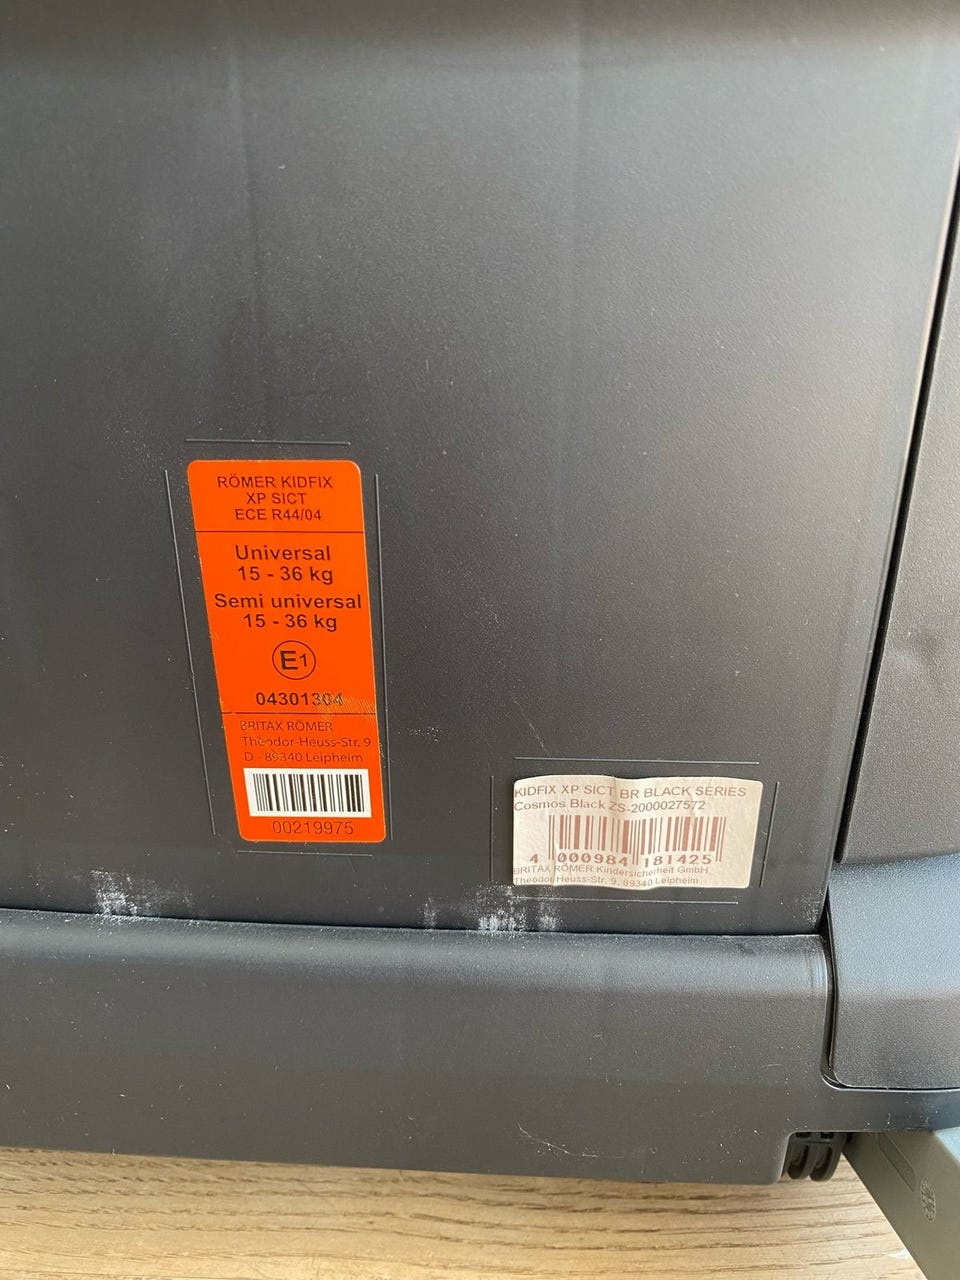 RÖMER KIDFIX
XP SICT
ECE R44/04
Universal
15 - 36 kg
Semi universal
15 - 36 kg
E1
04301304
BRITAX RÖMER
Theodor-Heuss-Str. 9
D - 89340 Leipheim
00219975
KIDFIX XP SICT BR BLACK SERIES
Cosmos Black ZS-2000027572
4 000984 181425
BRITAX RÖMER Kindersicherheit GmbH,
Theodor-Heuss-Str. 9, 89340 Leipheim